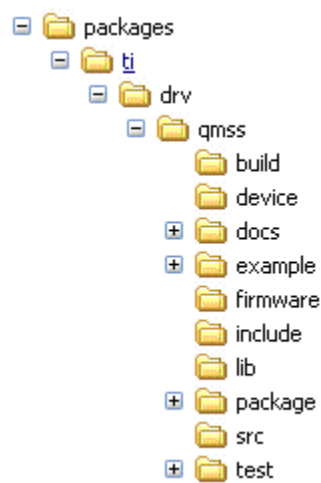 packages
ti
drv
qmss
build
device
docs
example
firmware
include
lib
package
src
test